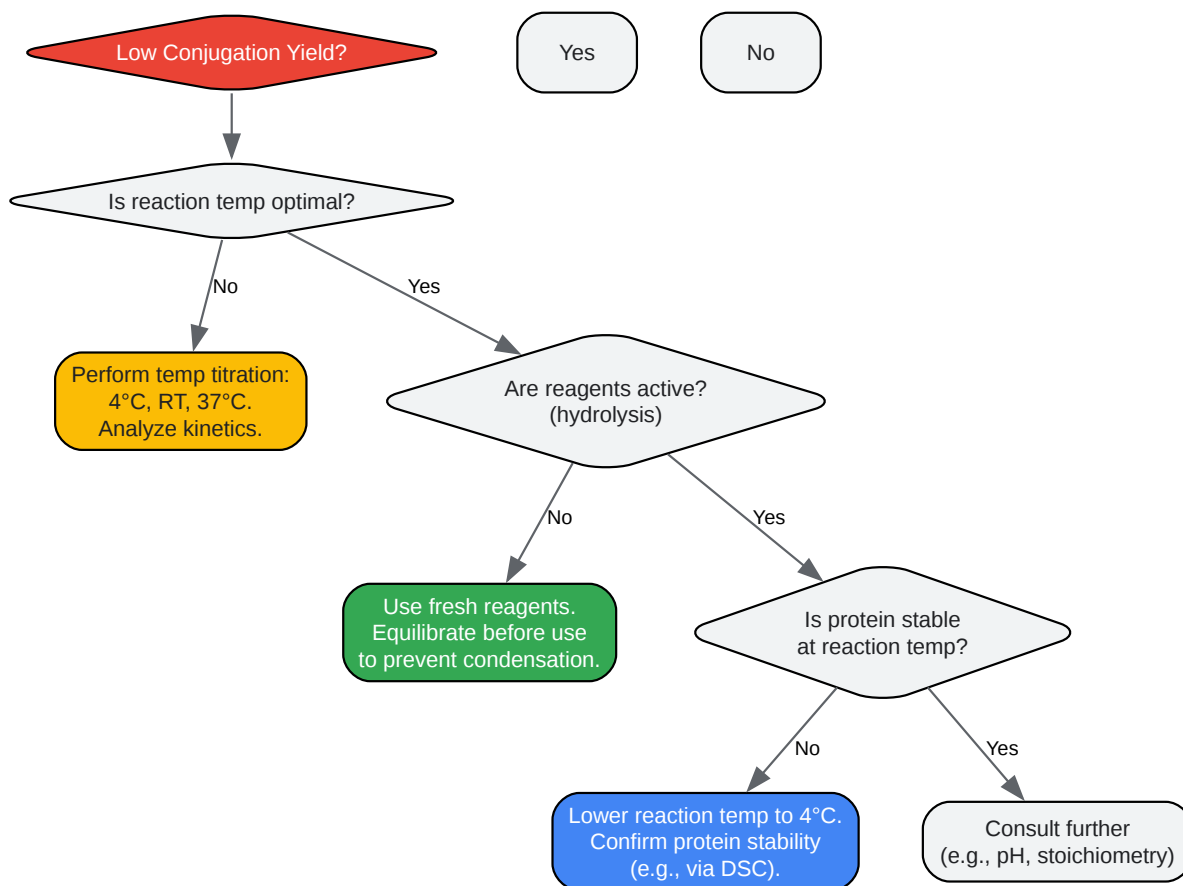 Low Conjugation Yield?
Yes
No
Is reaction temp optimal?
No
Yes
Perform temp titration:
4°C, RT, 37°C.
Analyze kinetics.
Are reagents active?
(hydrolysis)
No
Yes
Use fresh reagents.
Equilibrate before use
to prevent condensation.
Is protein stable
at reaction temp?
No
Yes
Lower reaction temp to 4°C.
Confirm protein stability
(e.g., via DSC).
Consult further
(e.g., pH, stoichiometry)